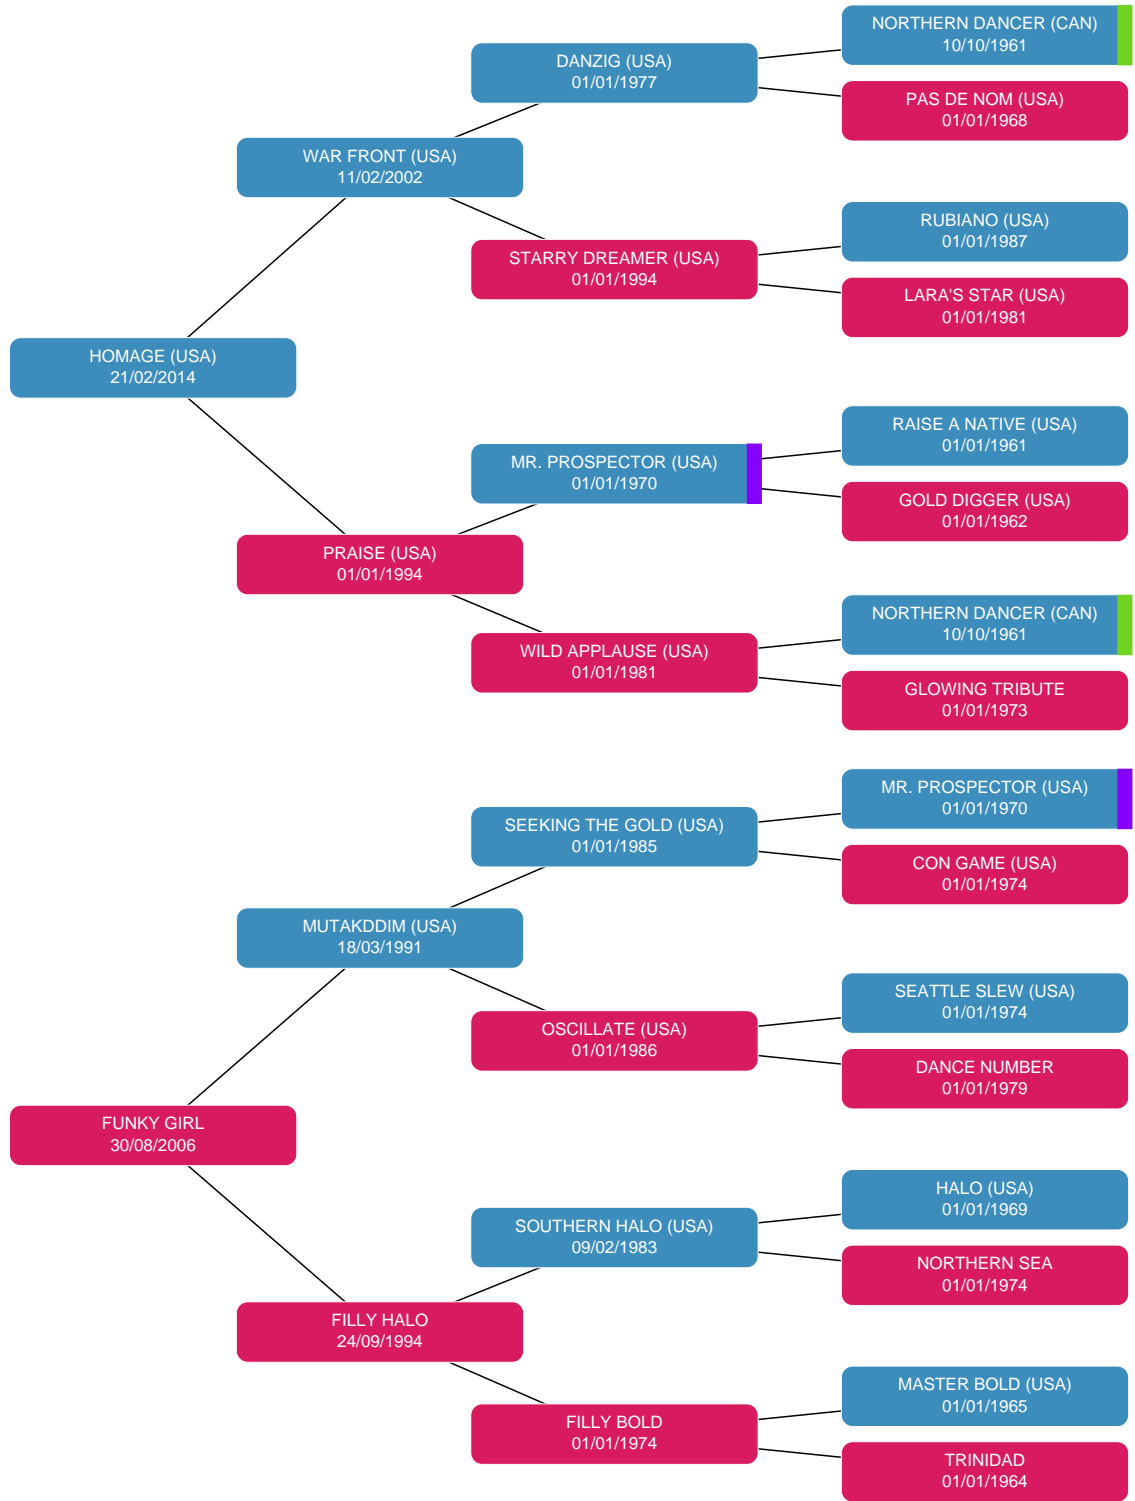 NORTHERN DANCER (CAN)
10/10/1961
DANZIG (USA)
01/01/1977
PAS DE NOM (USA)
01/01/1968
WAR FRONT (USA)
11/02/2002
RUBIANO (USA)
01/01/1987
STARRY DREAMER (USA)
01/01/1994
LARA'S STAR (USA)
01/01/1981
HOMAGE (USA)
21/02/2014
RAISE A NATIVE (USA)
01/01/1961
MR. PROSPECTOR (USA)
01/01/1970
GOLD DIGGER (USA)
01/01/1962
PRAISE (USA)
01/01/1994
NORTHERN DANCER (CAN)
10/10/1961
WILD APPLAUSE (USA)
01/01/1981
GLOWING TRIBUTE
01/01/1973
MR. PROSPECTOR (USA)
01/01/1970
SEEKING THE GOLD (USA)
01/01/1985
CON GAME (USA)
01/01/1974
MUTAKDDIM (USA)
18/03/1991
SEATTLE SLEW (USA)
01/01/1974
OSCILLATE (USA)
01/01/1986
DANCE NUMBER
01/01/1979
FUNKY GIRL
30/08/2006
HALO (USA)
01/01/1969
SOUTHERN HALO (USA)
09/02/1983
NORTHERN SEA
01/01/1974
FILLY HALO
24/09/1994
MASTER BOLD (USA)
01/01/1965
FILLY BOLD
01/01/1974
TRINIDAD
01/01/1964